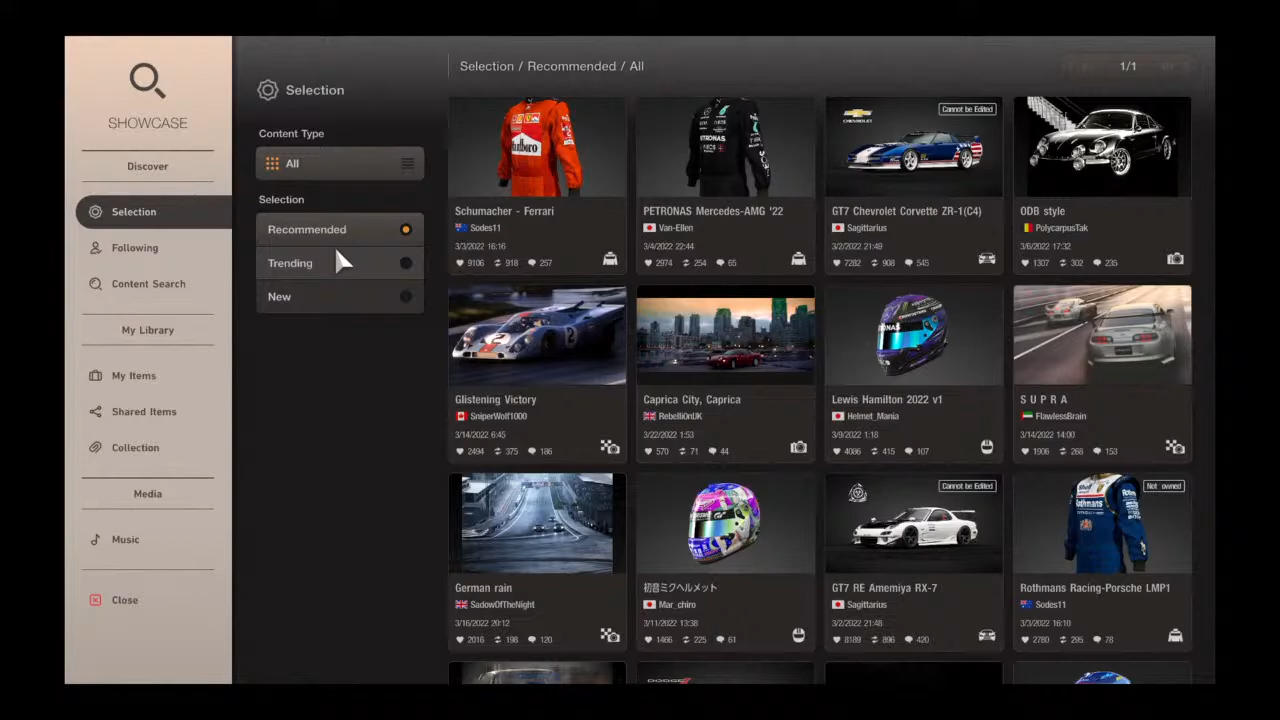 SHOWCASE
Discover
Selection
Following
Content Search
My Library
My Items
Shared Items
Collection
Media
Music
Close
Selection
Content Type
All
Selection
Recommended
Trending
New
Selection / Recommended / All
1/1
Marlboro
Schumacher - Ferrari
Sodes11
3/3/2022 16:16
9106 918 257
PETRONAS
PETRONAS Mercedes-AMG '22
Van-Ellen
3/4/2022 22:44
2974 254 65
CHEVROLET
Cannot be Edited
GT7 Chevrolet Corvette ZR-1(C4)
Sagittarius
3/2/2022 21:49
7282 908 545
ODB style
PolycarpusTak
3/6/2022 17:32
1307 302 235
2
2
Glistening Victory
SniperWolf1000
3/14/2022 6:45
2494 375 186
Caprica City, Caprica
RebelliOnUK
3/22/2022 1:53
570 71 44
Lewis Hamilton 2022 v1
Helmet_Mania
3/9/2022 1:18
4086 415 107
S U P R A
FlawlessBrain
3/14/2022 14:00
1906 268 153
German rain
SadowOfTheNight
3/16/2022 20:12
2016 198 120
初音ミクヘルメット
Mar_chiro
3/11/2022 13:38
1466 225 61
Cannot be Edited
GT7 RE Amemiya RX-7
Sagittarius
3/2/2022 21:48
8189 896 420
Not owned
Rothmans
Rothmans Racing-Porsche LMP1
Sodes11
3/3/2022 16:10
2780 295 78
DODGE